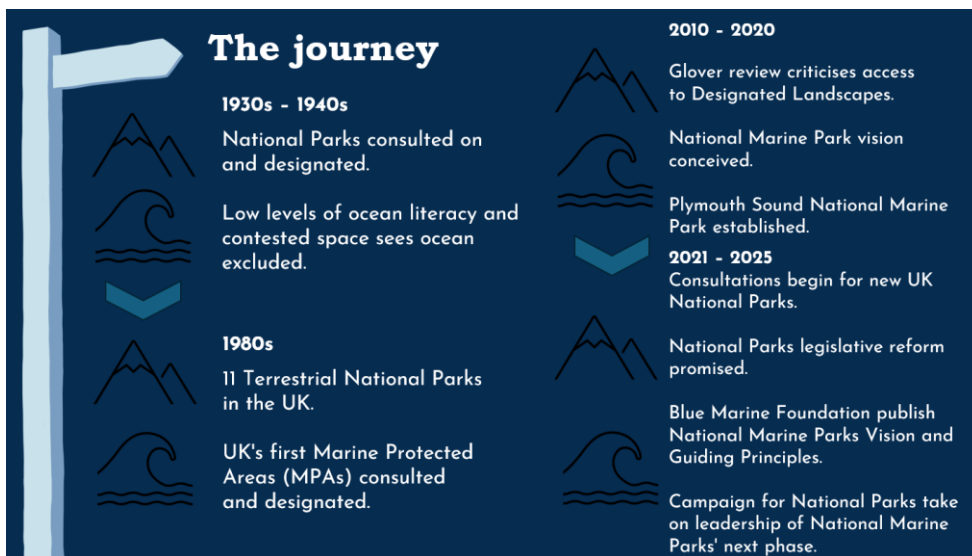 The journey
1930s - 1940s
National Parks consulted on
and designated.
Low levels of ocean literacy and
contested space sees ocean
excluded.
1980s
11 Terrestrial National Parks
in the UK.
UK's first Marine Protected
Areas (MPAs) consulted
and designated.
2010 - 2020
Glover review criticises access
to Designated Landscapes.
National Marine Park vision
conceived.
Plymouth Sound National Marine
Park established.
2021 - 2025
Consultations begin for new UK
National Parks.
National Parks legislative reform
promised.
Blue Marine Foundation publish
National Marine Parks Vision and
Guiding Principles.
Campaign for National Parks take
on leadership of National Marine
Parks' next phase.